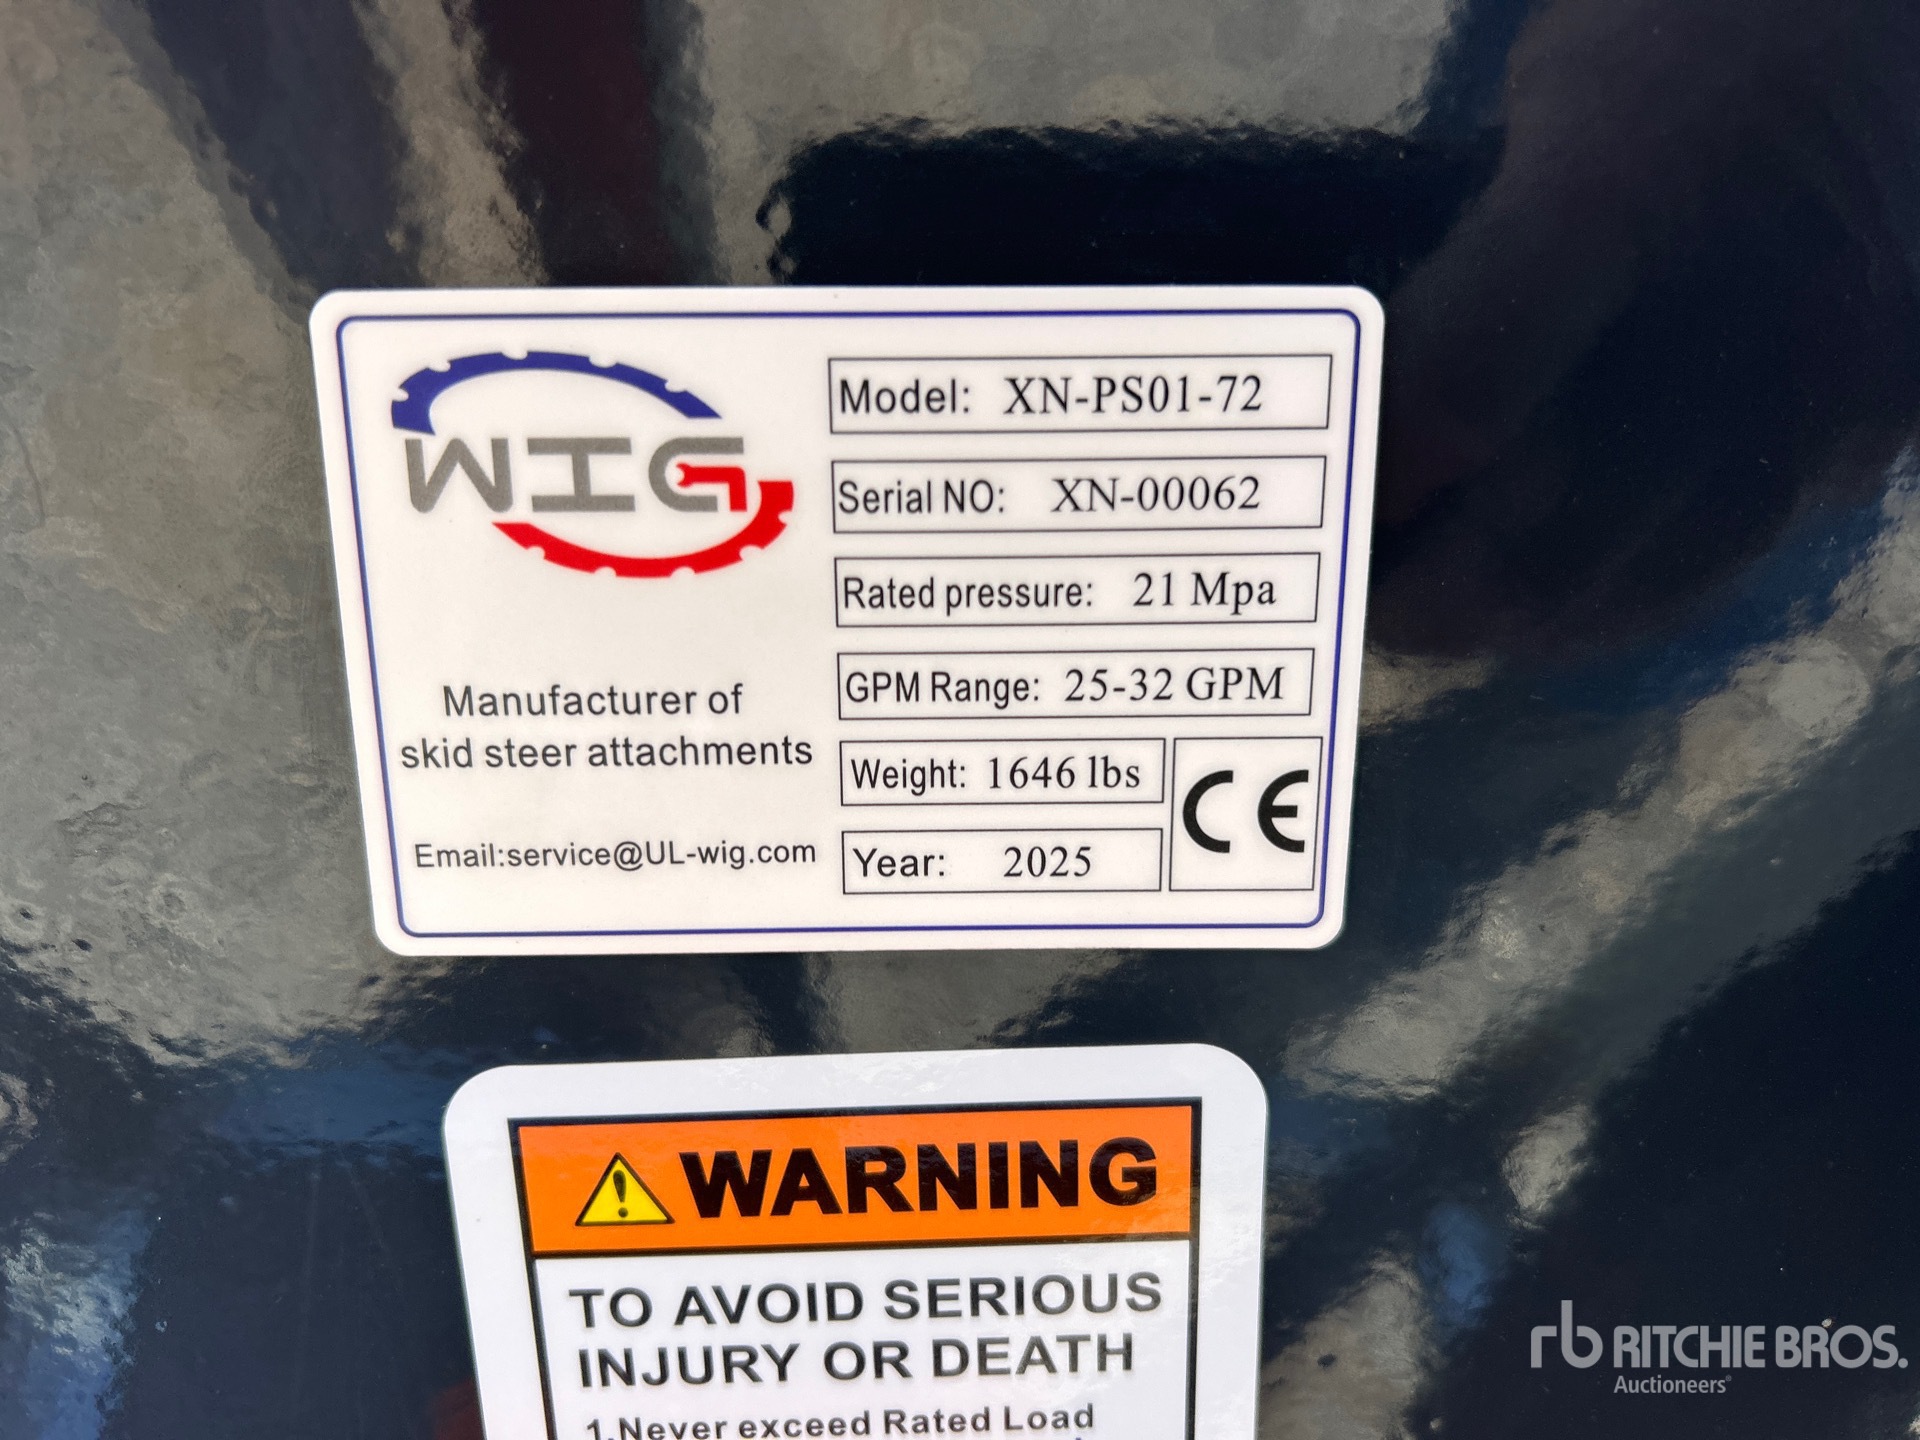 WIG
Manufacturer of
skid steer attachments
Email:service@UL-wig.com
Model: XN-PS01-72
Serial NO: XN-00062
Rated pressure: 21 Mpa
GPM Range: 25-32 GPM
Weight: 1646 lbs
Year: 2025
CE
WARNING
TO AVOID SERIOUS
INJURY OR DEATH
1.Never exceed Rated Load
rb RITCHIE BROS.
Auctioneers®